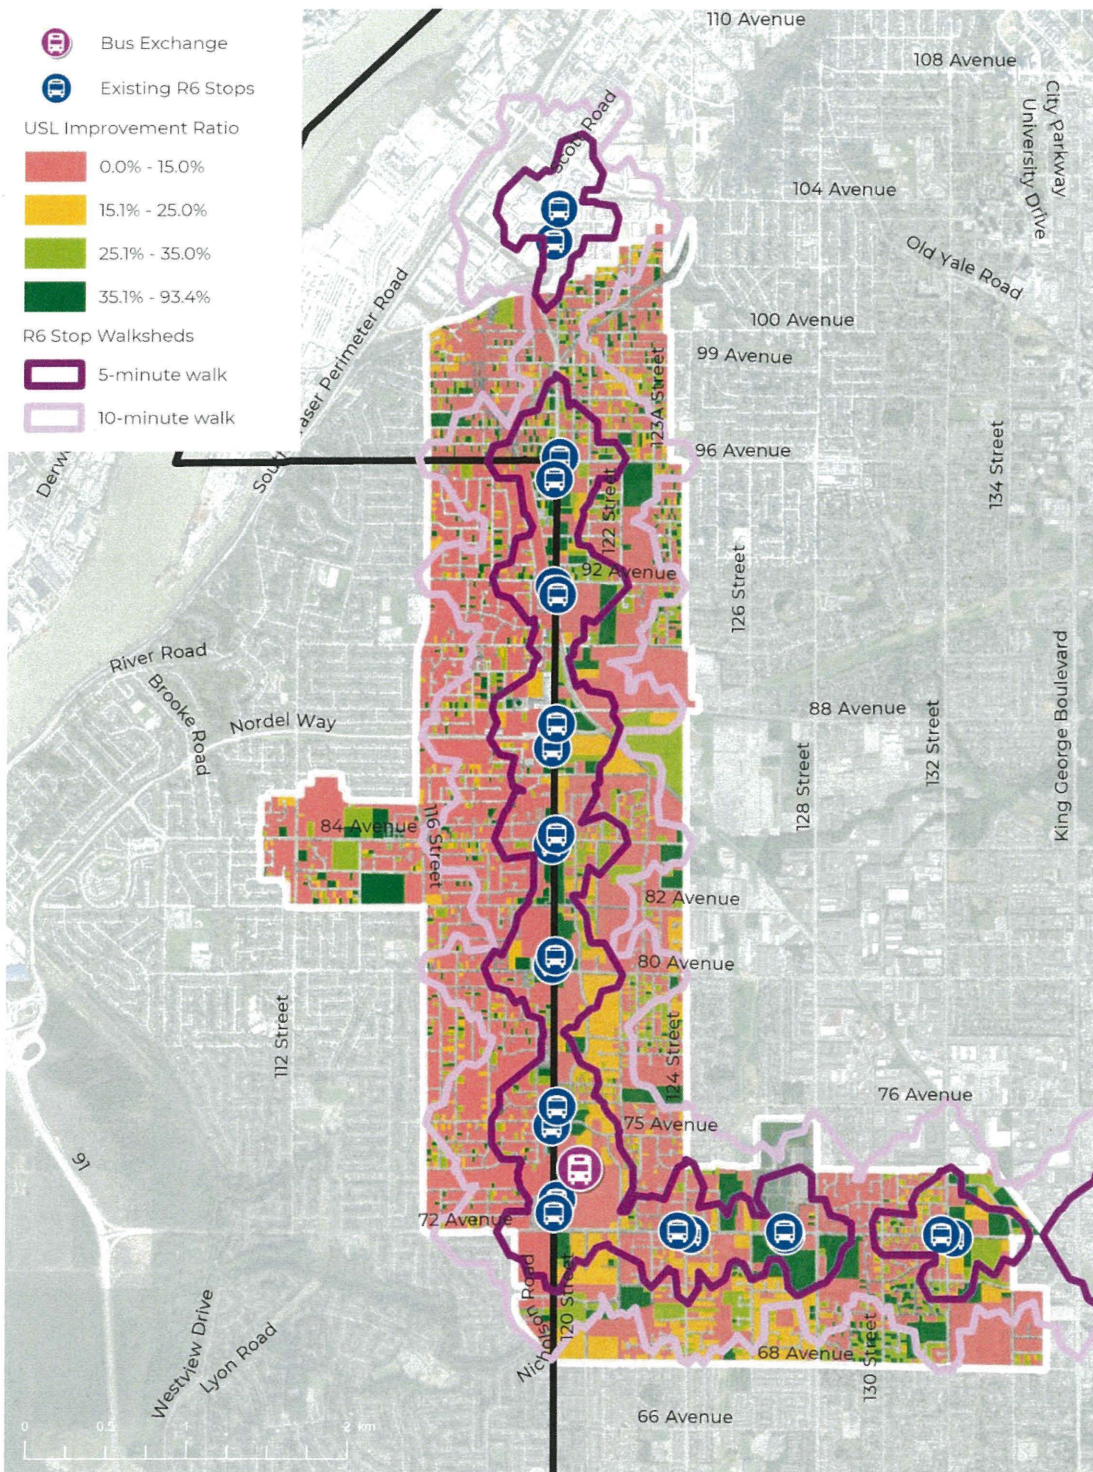 Bus Exchange
Existing R6 Stops
USL Improvement Ratio
0.0% - 15.0%
15.1% - 25.0%
25.1% - 35.0%
35.1% - 93.4%
R6 Stop Walksheds
5-minute walk
10-minute walk
110 Avenue
108 Avenue
City Parkway
University Drive
Scott Road
104 Avenue
Old Yale Road
100 Avenue
99 Avenue
123A Street
Fraser Perimeter Road
96 Avenue
134 Street
122 Street
92 Avenue
126 Street
River Road
Brooke Road
Nordel Way
88 Avenue
132 Street
128 Street
King George Boulevard
84 Avenue
116 Street
82 Avenue
80 Avenue
112 Street
124 Street
76 Avenue
75 Avenue
91
72 Avenue
Nicholson Road
120 Street
Westview Drive
Lyon Road
68 Avenue
130 Street
66 Avenue
0 0.5 1 2 km